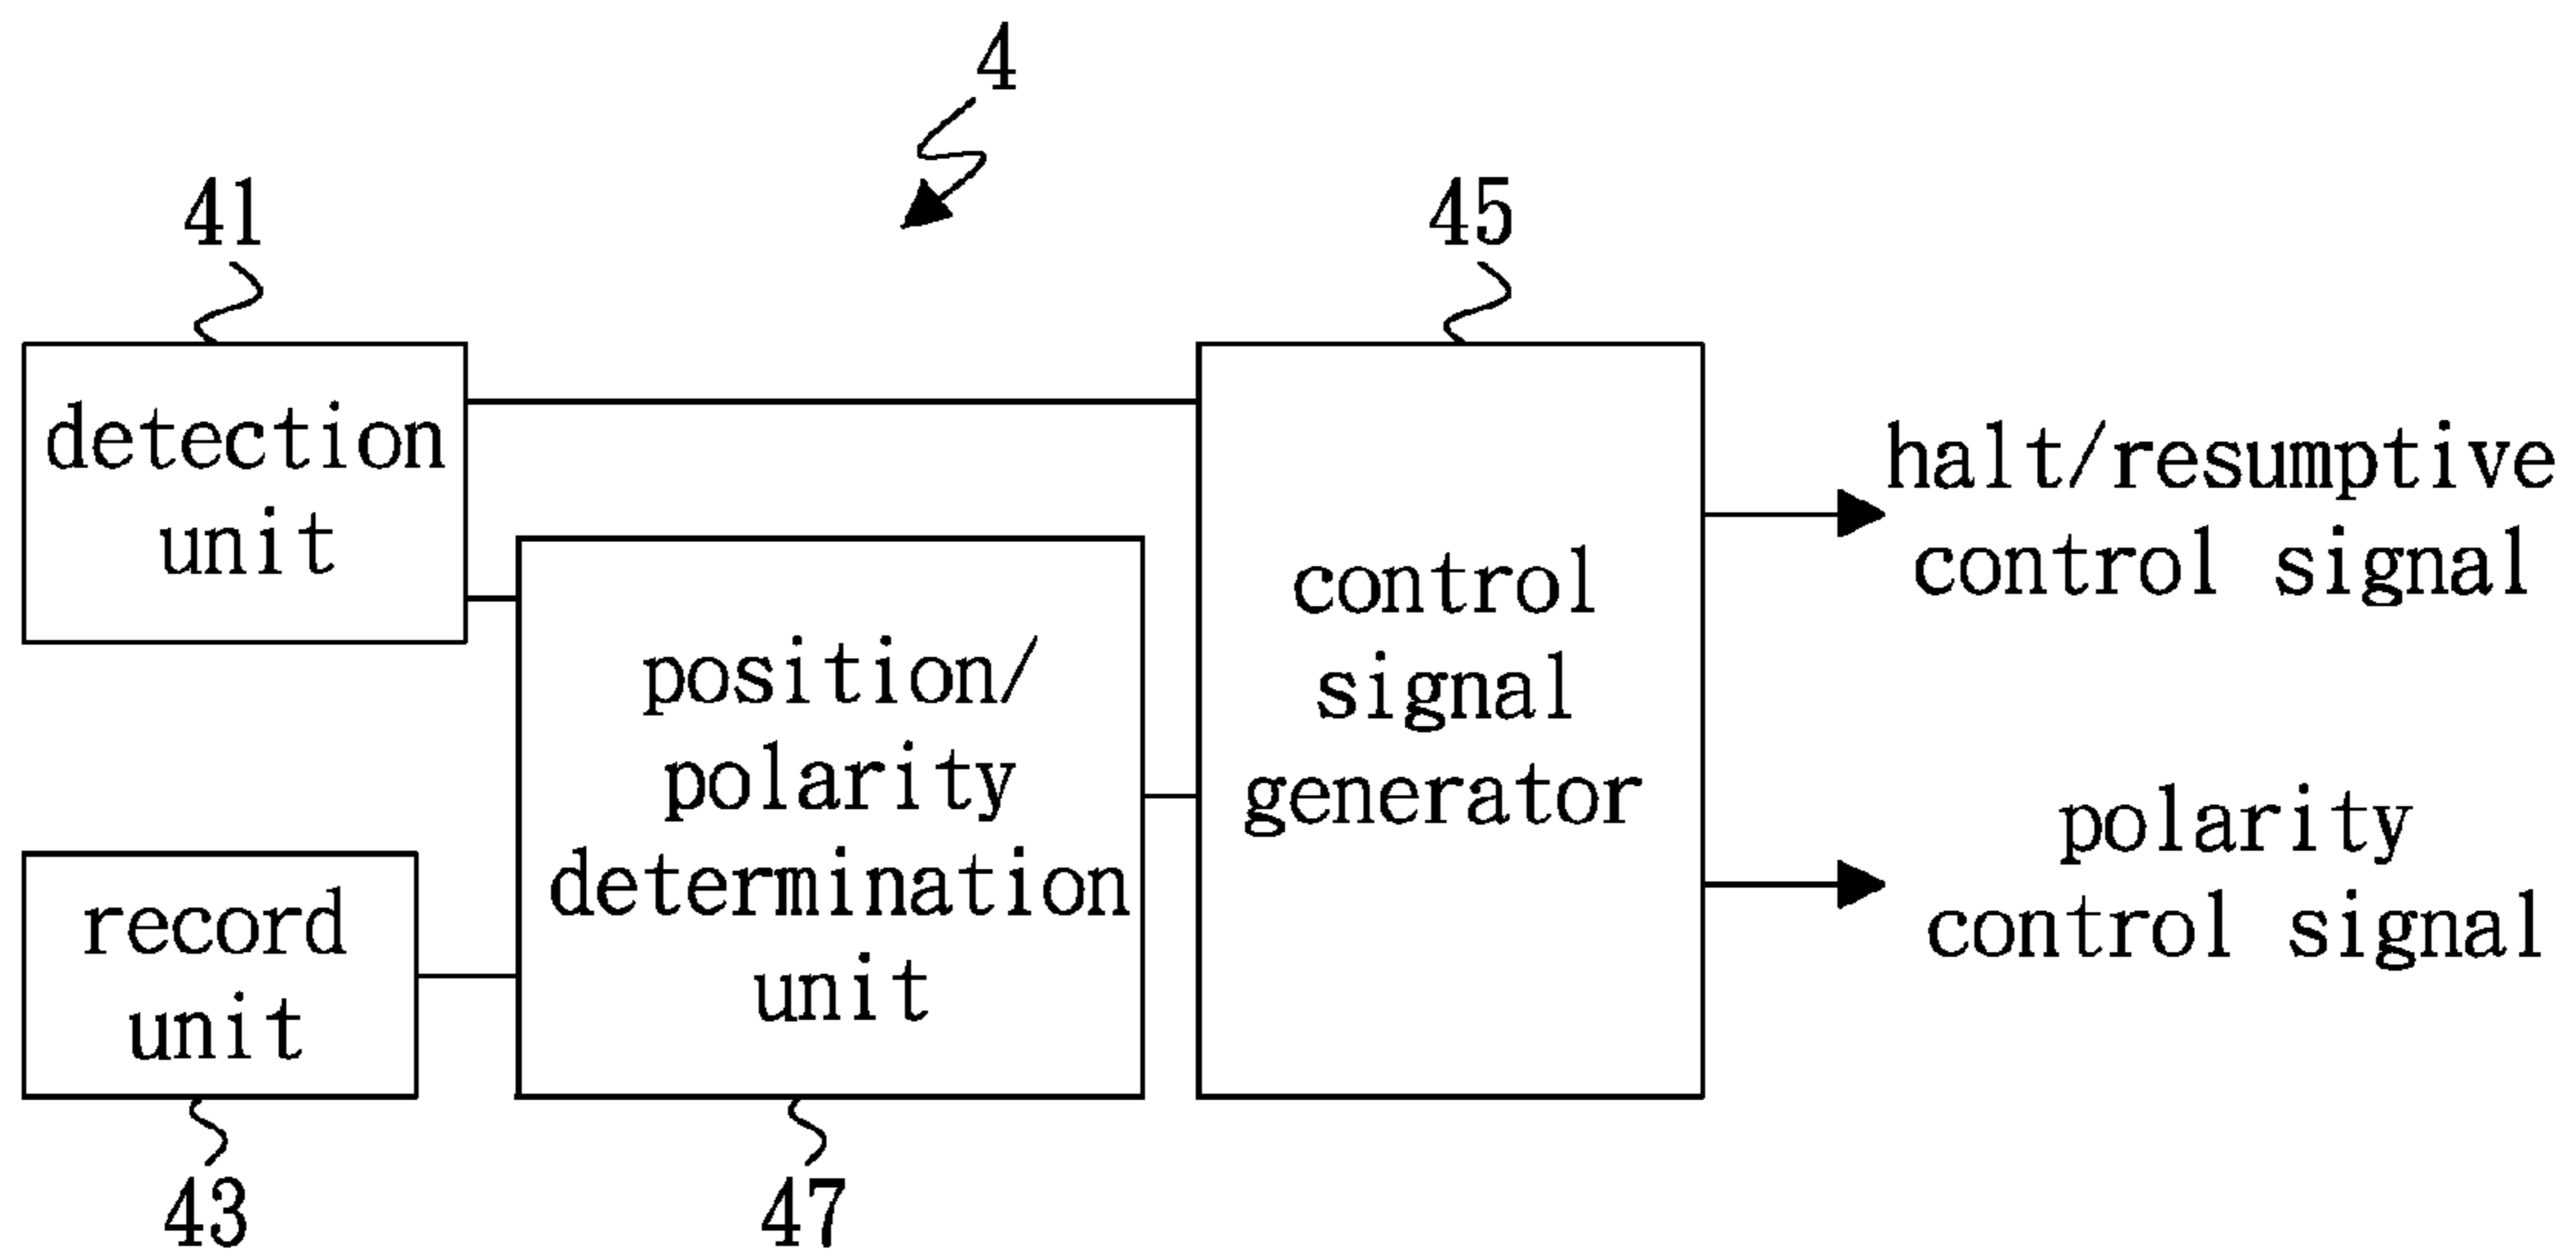 4
41
45
detection
unit
halt/resumptive
control signal
control
signal
generator
position/
polarity
determination
unit
polarity
control signal
record
unit
43
47